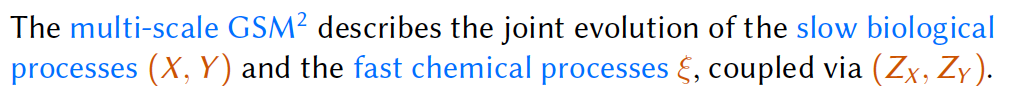 The multi-scale GSM² describes the joint evolution of the slow biological
processes (X, Y) and the fast chemical processes ξ, coupled via (Z_X, Z_Y).